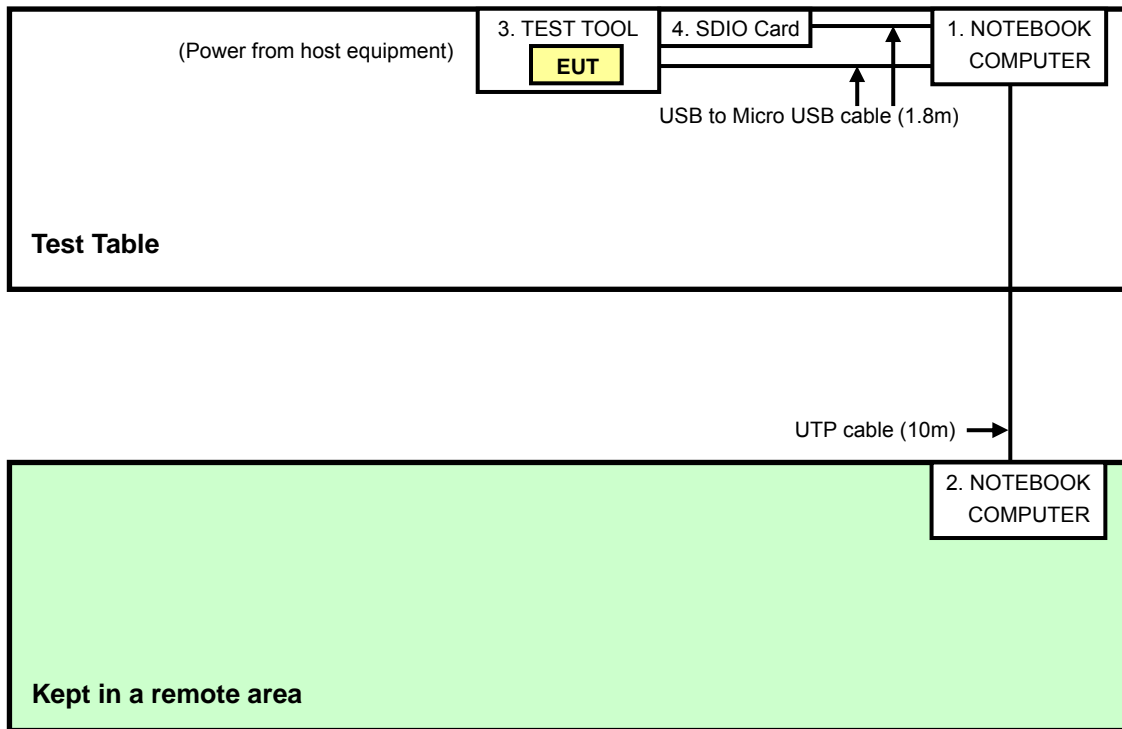 (Power from host equipment)
3. TEST TOOL
EUT
4. SDIO Card
1. NOTEBOOK
COMPUTER
USB to Micro USB cable (1.8m)
Test Table
UTP cable (10m)
2. NOTEBOOK
COMPUTER
Kept in a remote area